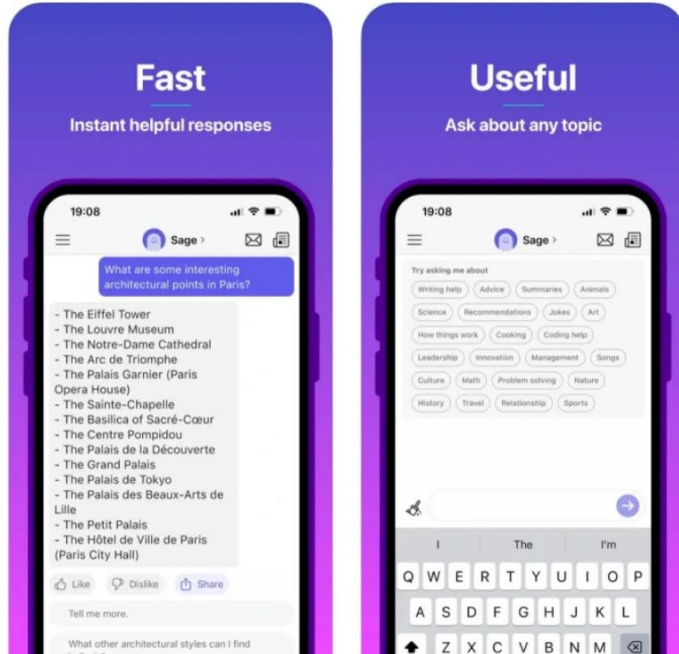 Fast
Instant helpful responses
19:08
Sage >
What are some interesting
architectural points in Paris?
- The Eiffel Tower
- The Louvre Museum
- The Notre-Dame Cathedral
- The Arc de Triomphe
- The Palais Garnier (Paris
Opera House)
- The Sainte-Chapelle
- The Basilica of Sacré-Cœur
- The Centre Pompidou
- The Palais de la Découverte
- The Grand Palais
- The Palais de Tokyo
- The Palais des Beaux-Arts de
Lille
- The Petit Palais
- The Hôtel de Ville de Paris
(Paris City Hall)
Like Dislike Share
Tell me more.
What other architectural styles can I find
Useful
Ask about any topic
19:08
Sage >
Try asking me about
Writing help Advice Summaries Animals
Science Recommendations Jokes Art
How things work Cooking Coding help
Leadership Innovation Management Songs
Culture Math Problem solving Nature
History Travel Relationship Sports
I The I'm
Q W E R T Y U I O P
A S D F G H J K L
Z X C V B N M